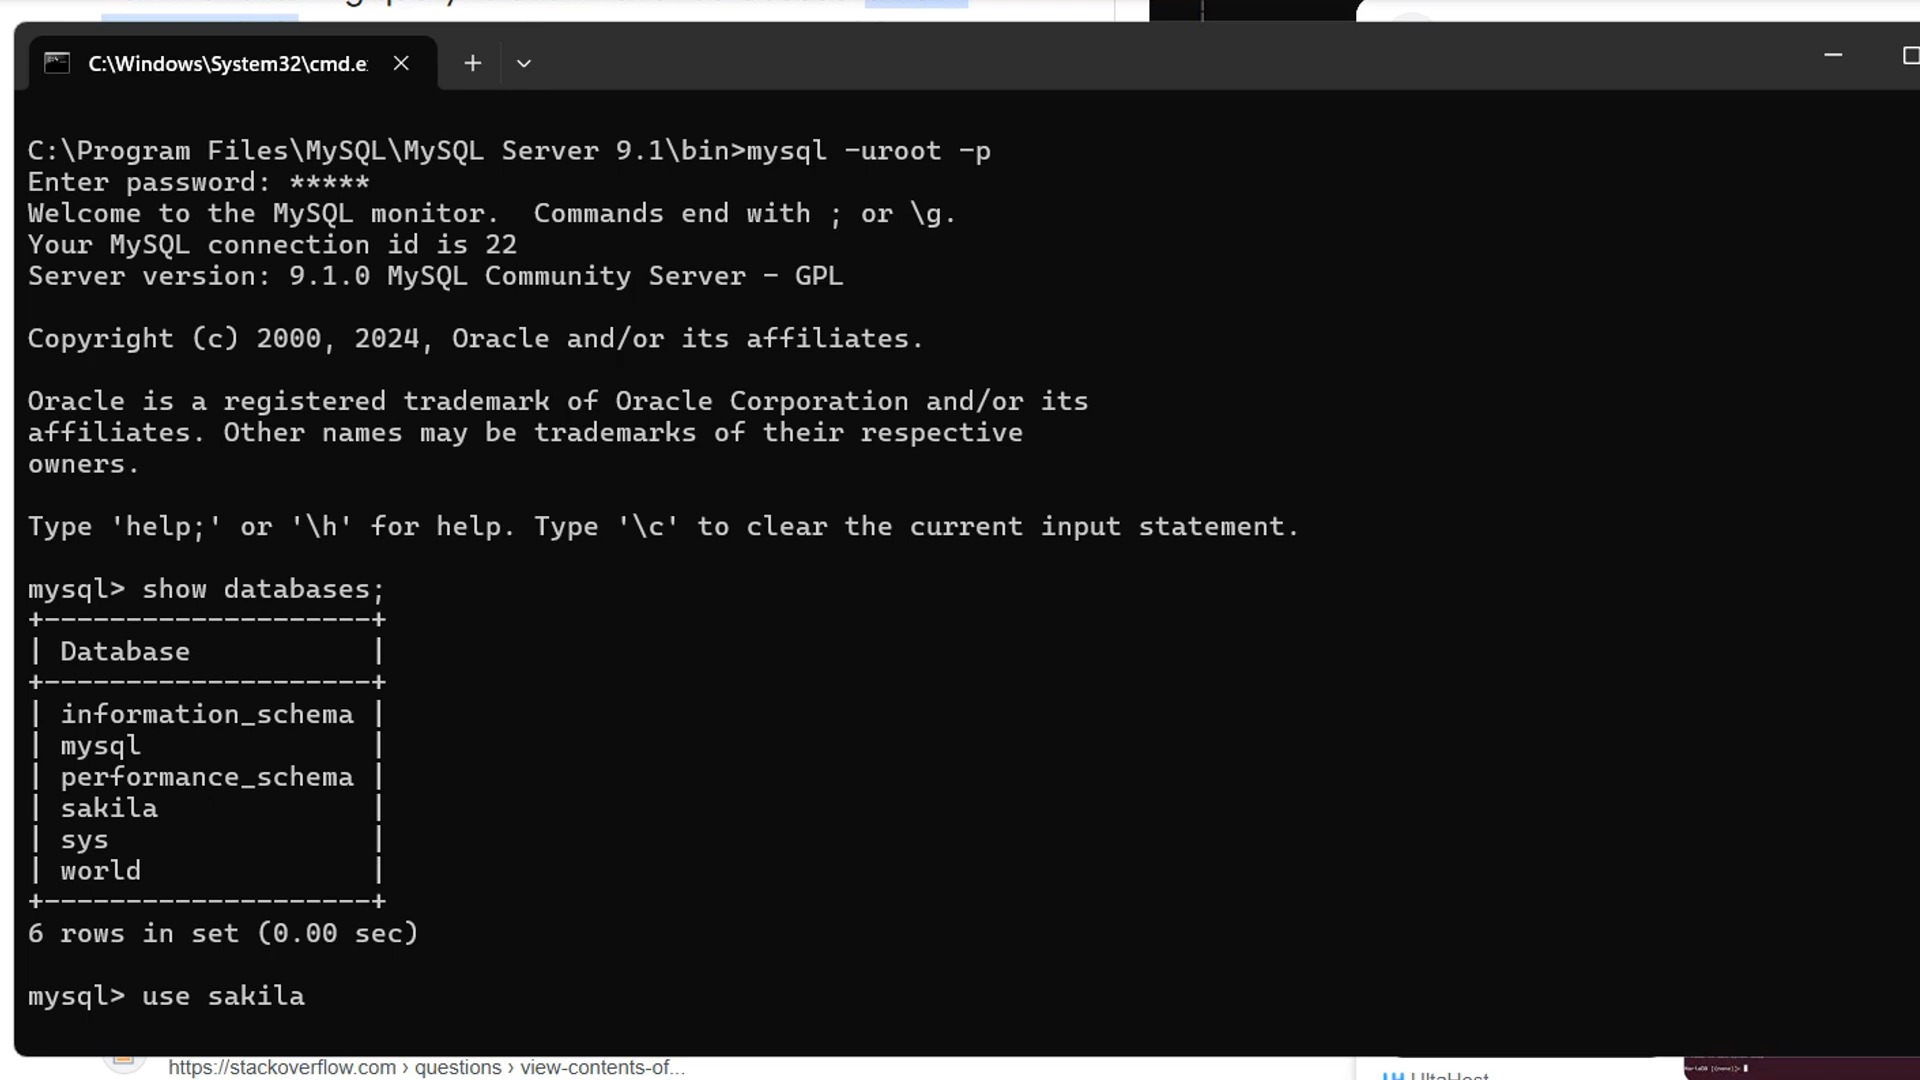 C:\Windows\System32\cmd.e
C:\Program Files\MySQL\MySQL Server 9.1\bin>mysql -uroot -p
Enter password: *****
Welcome to the MySQL monitor.  Commands end with ; or \g.
Your MySQL connection id is 22
Server version: 9.1.0 MySQL Community Server - GPL
Copyright (c) 2000, 2024, Oracle and/or its affiliates.
Oracle is a registered trademark of Oracle Corporation and/or its
affiliates. Other names may be trademarks of their respective
owners.
Type 'help;' or '\h' for help. Type '\c' to clear the current input statement.
mysql> show databases;
+--------------------+
| Database           |
+--------------------+
| information_schema |
| mysql              |
| performance_schema |
| sakila             |
| sys                |
| world              |
+--------------------+
6 rows in set (0.00 sec)
mysql> use sakila
https://stackoverflow.com › questions › view-contents-of...
UltaHost